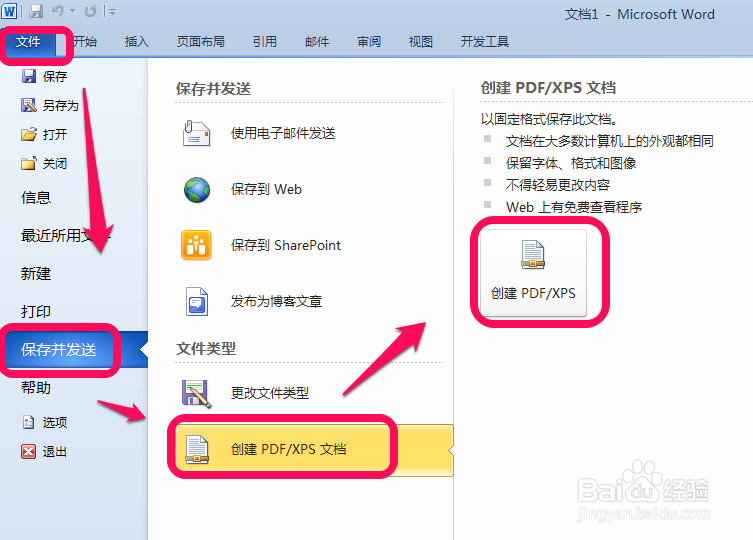 文档1 - Microsoft Word
文件 开始 插入 页面布局 引用 邮件 审阅 视图 开发工具
保存
另存为
打开
关闭
信息
最近所用文件
新建
打印
保存并发送
帮助
选项
退出
保存并发送
使用电子邮件发送
保存到 Web
保存到 SharePoint
发布为博客文章
文件类型
更改文件类型
创建 PDF/XPS 文档
创建 PDF/XPS 文档
以固定格式保存此文档。
文档在大多数计算机上的外观都相同
保留字体、格式和图像
不得轻易更改内容
Web 上有免费查看程序
创建 PDF/XPS
Baidu 经验
jingyan.baidu.com